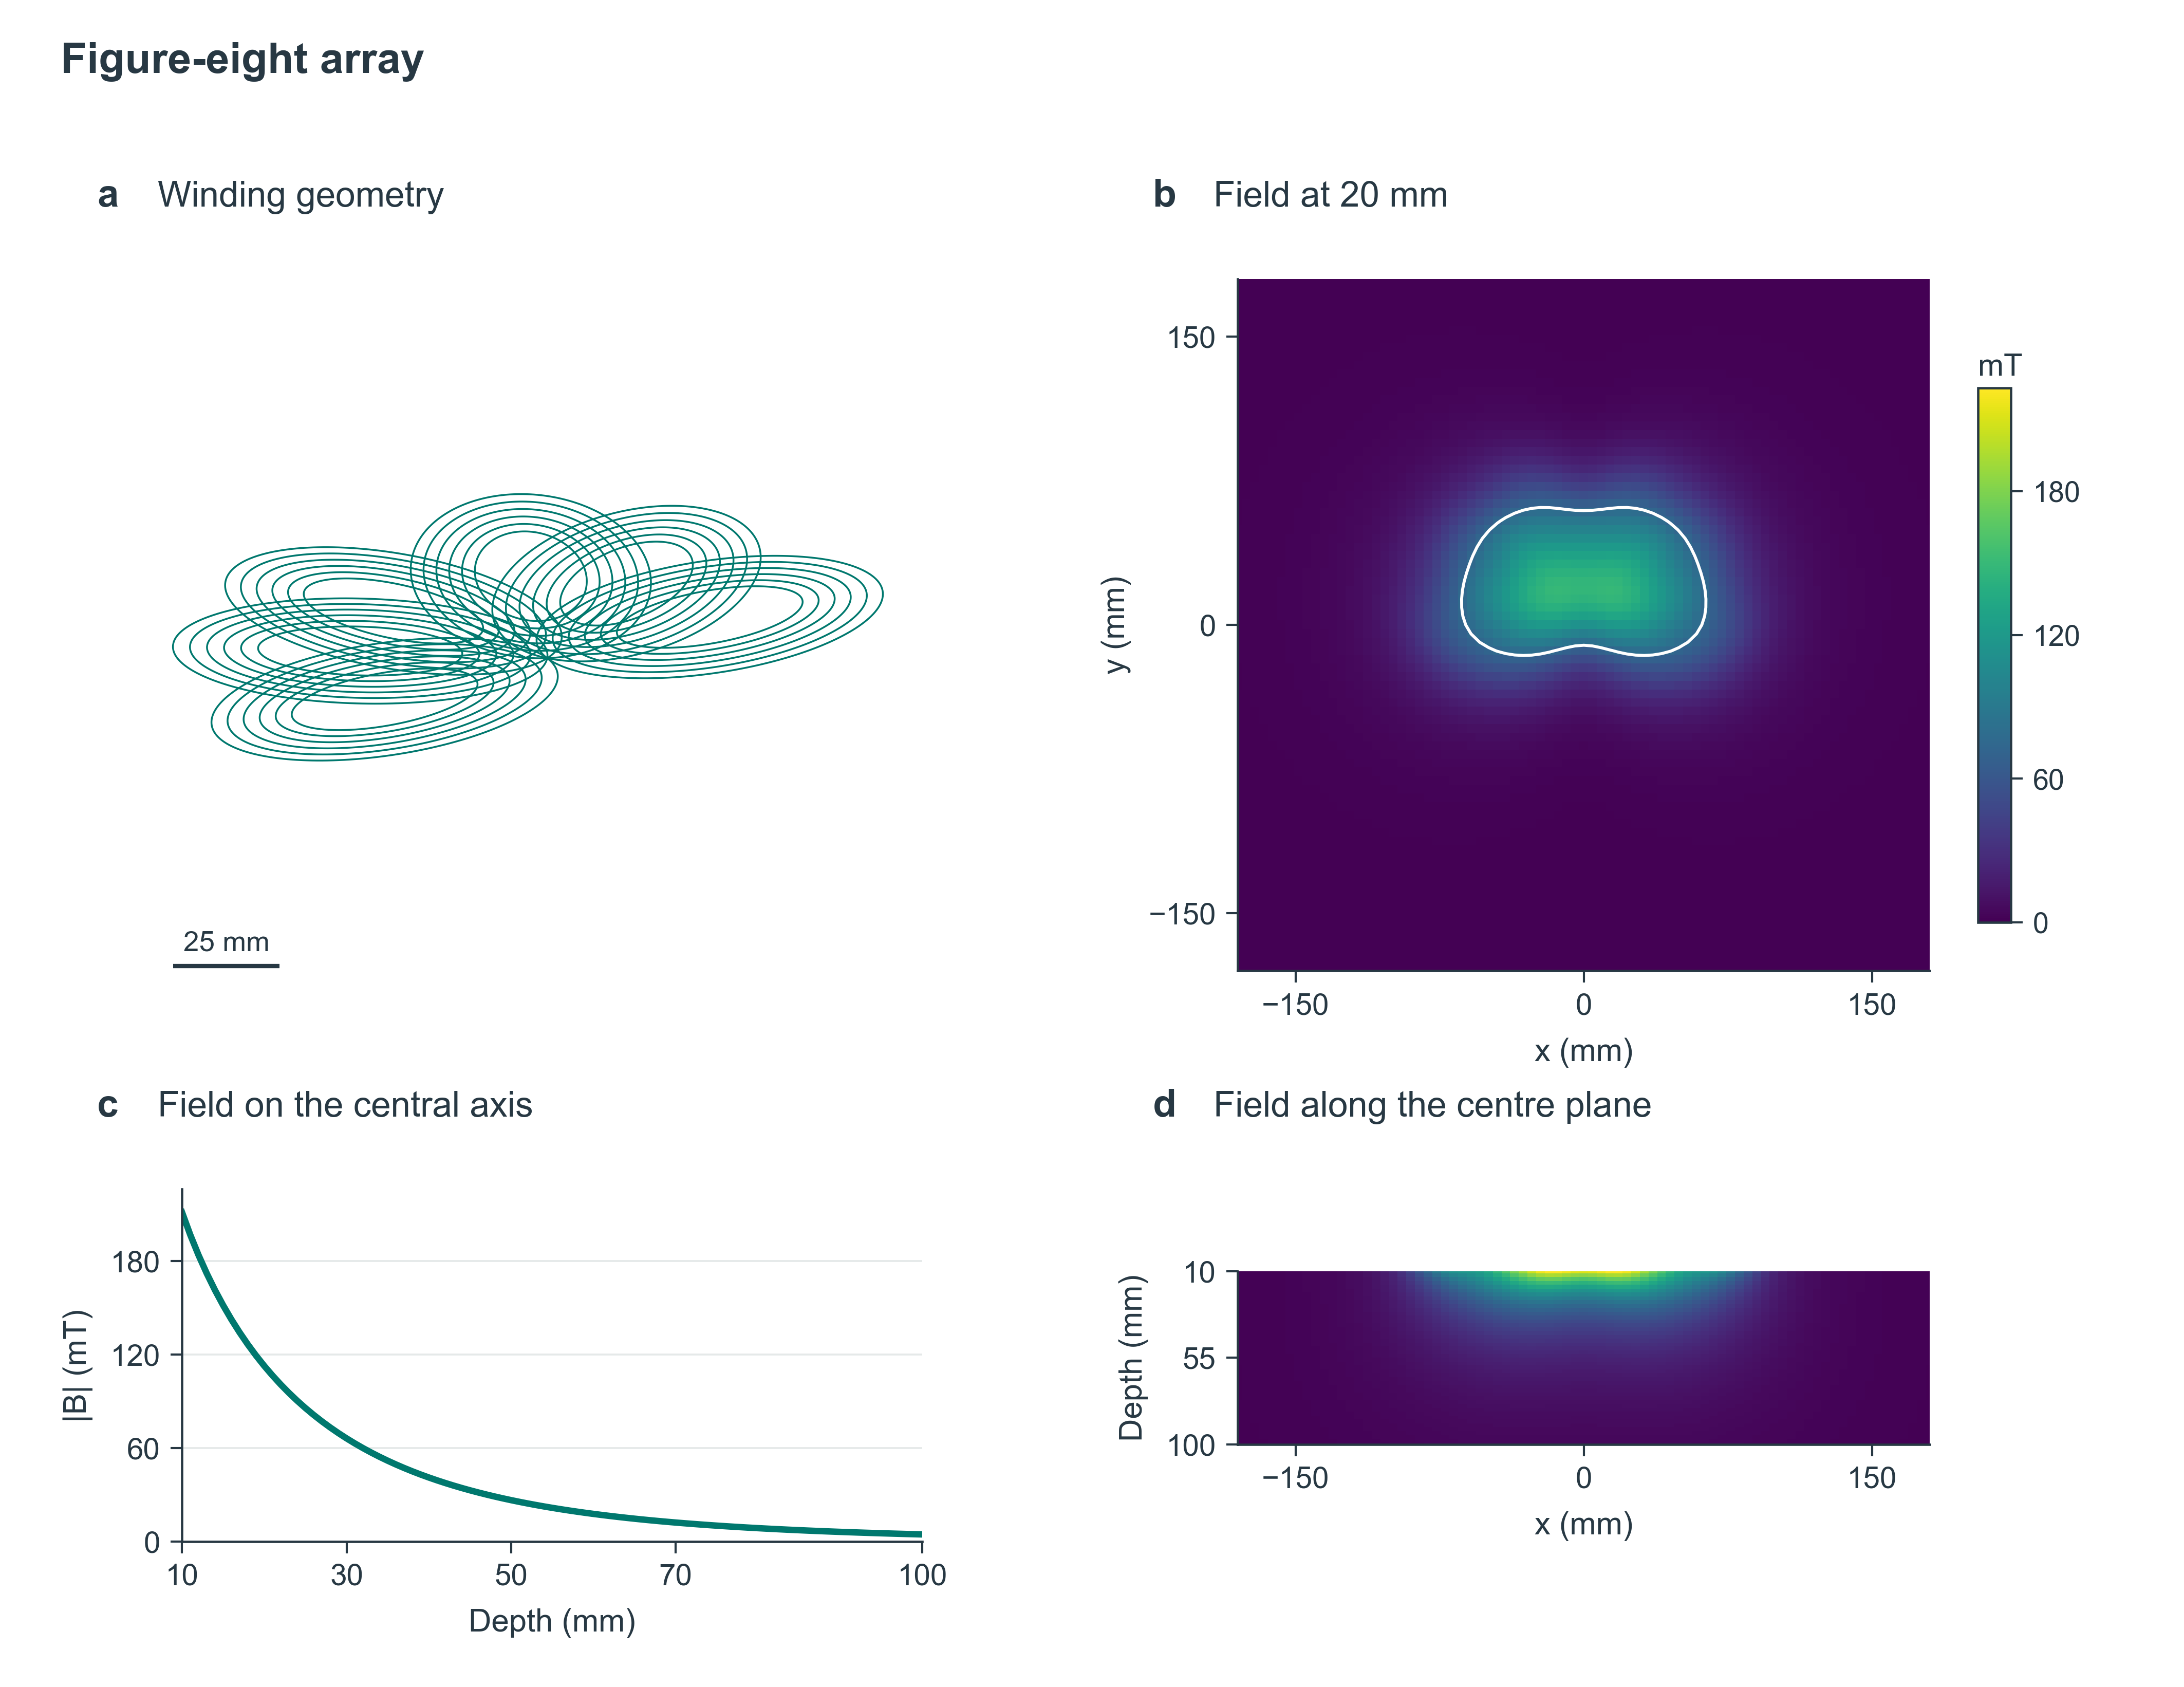 Figure-eight array
a Winding geometry
25 mm
b Field at 20 mm
y (mm)
150
0
−150
−150 0 150
x (mm)
mT
180
120
60
0
c Field on the central axis
|B| (mT)
180
120
60
0
10 30 50 70 100
Depth (mm)
d Field along the centre plane
Depth (mm)
10
55
100
−150 0 150
x (mm)